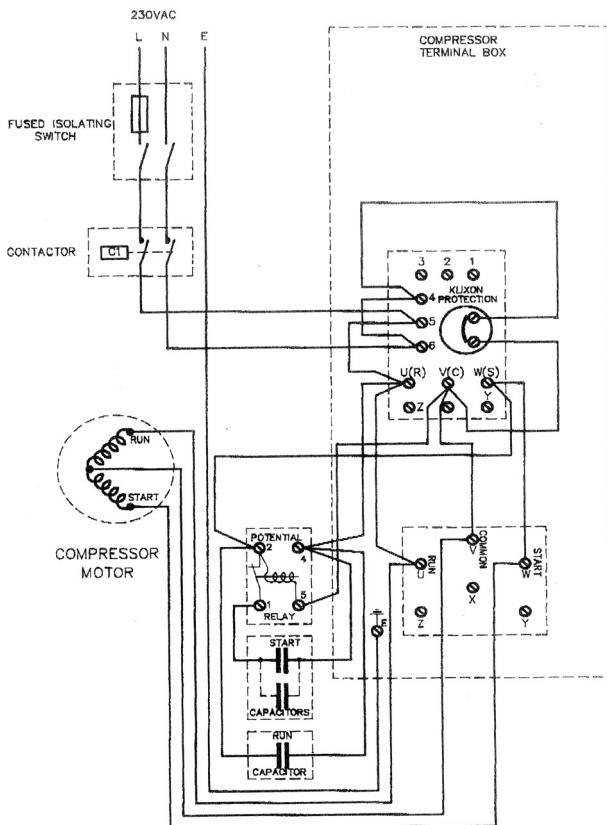 230VAC
L N E
COMPRESSOR
TERMINAL BOX
FUSED ISOLATING
SWITCH
CONTACTOR
C1
3 2 1
KLIXON
PROTECTION
4
5
6
U(R) V(C) W(S)
Z Y
RUN
START
COMPRESSOR
MOTOR
POTENTIAL
2 4
1 5
RELAY
START
CAPACITORS
RUN
CAPACITOR
E
U RUN
V COMMON
W START
Z X Y